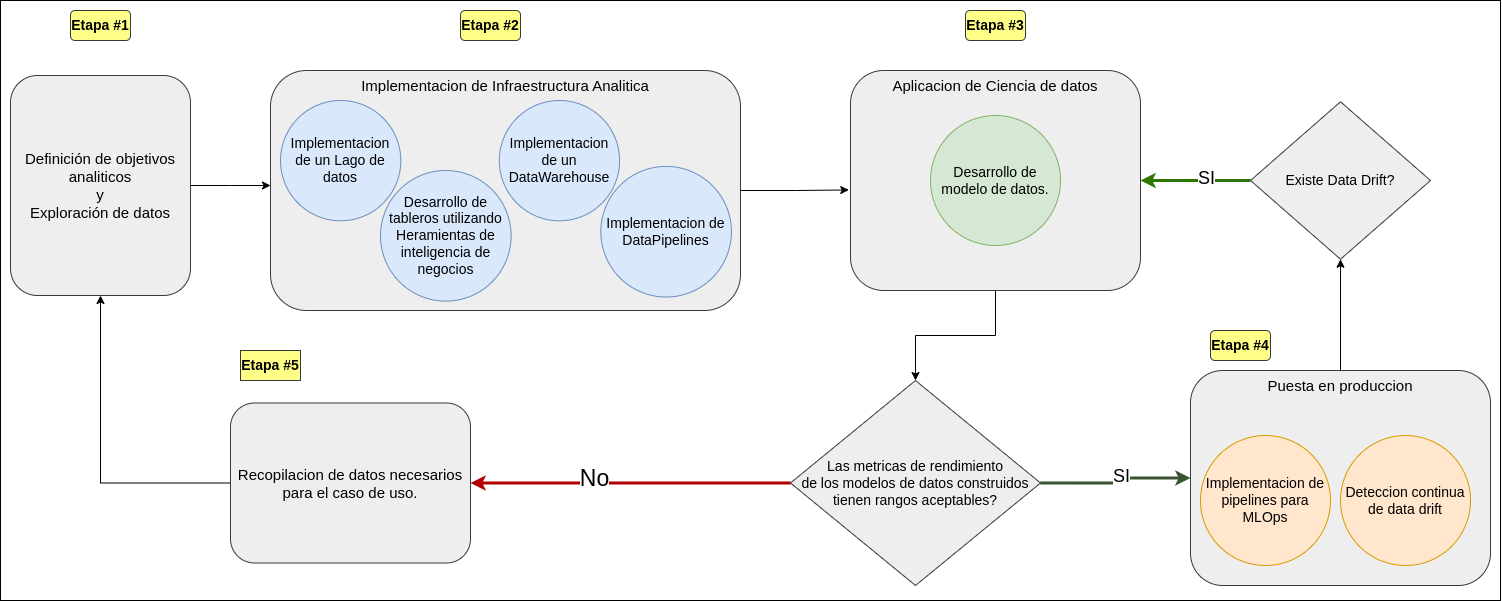 Etapa #1
Etapa #2
Etapa #3
Definición de objetivos
analiticos
y
Exploración de datos
Implementacion de Infraestructura Analitica
Implementacion
de un Lago de
datos
Desarrollo de
tableros utilizando
Heramientas de
inteligencia de
negocios
Implementacion
de un
DataWarehouse
Implementacion de
DataPipelines
Aplicacion de Ciencia de datos
Desarrollo de
modelo de datos.
SI
Existe Data Drift?
Etapa #5
Recopilacion de datos necesarios
para el caso de uso.
No
Las metricas de rendimiento
de los modelos de datos construidos
tienen rangos aceptables?
SI
Etapa #4
Puesta en produccion
Implementacion de
pipelines para
MLOps
Deteccion continua
de data drift